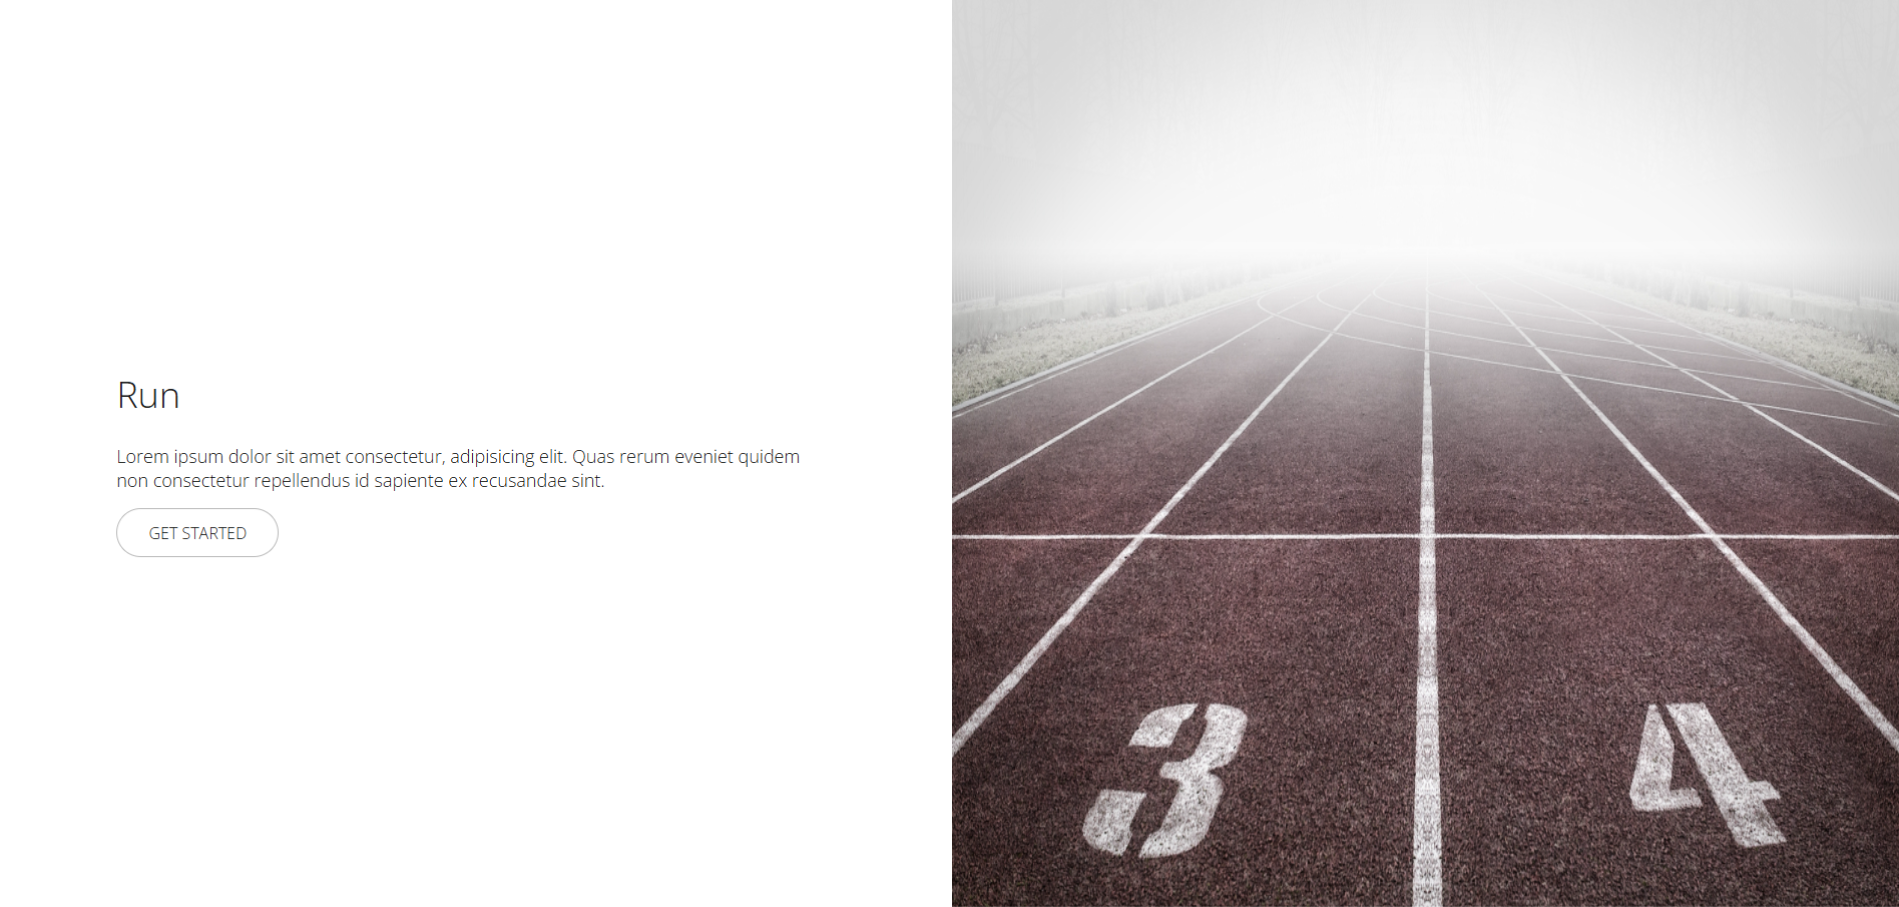 Run
Lorem ipsum dolor sit amet consectetur, adipisicing elit. Quas rerum eveniet quidem
non consectetur repellendus id sapiente ex recusandae sint.
GET STARTED
3 4